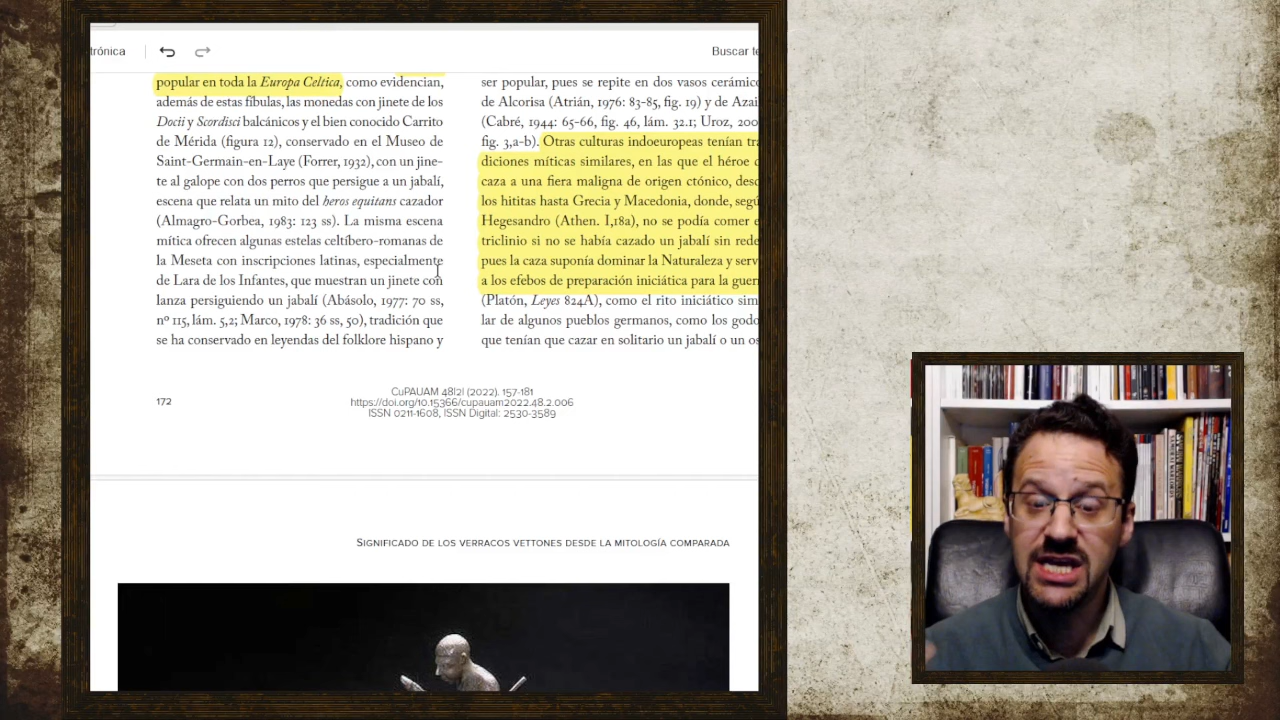 trónica
Buscar te
popular en toda la Europa Celtica, como evidencian,
además de estas fíbulas, las monedas con jinete de los
Docii y Scordisci balcánicos y el bien conocido Carrito
de Mérida (figura 12), conservado en el Museo de
Saint-Germain-en-Laye (Forrer, 1932), con un jine-
te al galope con dos perros que persigue a un jabalí,
escena que relata un mito del heros equitans cazador
(Almagro-Gorbea, 1983: 123 ss). La misma escena
mítica ofrecen algunas estelas celtíbero-romanas de
la Meseta con inscripciones latinas, especialmente
de Lara de los Infantes, que muestran un jinete con
lanza persiguiendo un jabalí (Abásolo, 1977: 70 ss,
nº 115, lám. 5,2; Marco, 1978: 36 ss, 50), tradición que
se ha conservado en leyendas del folklore hispano y
ser popular, pues se repite en dos vasos cerámico
de Alcorisa (Atrián, 1976: 83-85, fig. 19) y de Azai
(Cabré, 1944: 65-66, fig. 46, lám. 32.1; Uroz, 200
fig. 3,a-b). Otras culturas indoeuropeas tenían tra
diciones míticas similares, en las que el héroe d
caza a una fiera maligna de origen ctónico, desd
los hititas hasta Grecia y Macedonia, donde, segú
Hegesandro (Athen. I,18a), no se podía comer e
triclinio si no se había cazado un jabalí sin rede
pues la caza suponía dominar la Naturaleza y serv
a los efebos de preparación iniciática para la guer
(Platón, Leyes 824A), como el rito iniciático sim
lar de algunos pueblos germanos, como los godo
que tenían que cazar en solitario un jabalí o un os
172
CuPAUAM 48|2| (2022). 157-181
https://doi.org/10.15366/cupauam2022.48.2.006
ISSN 0211-1608, ISSN Digital: 2530-3589
Significado de los verracos vettones desde la mitología comparada